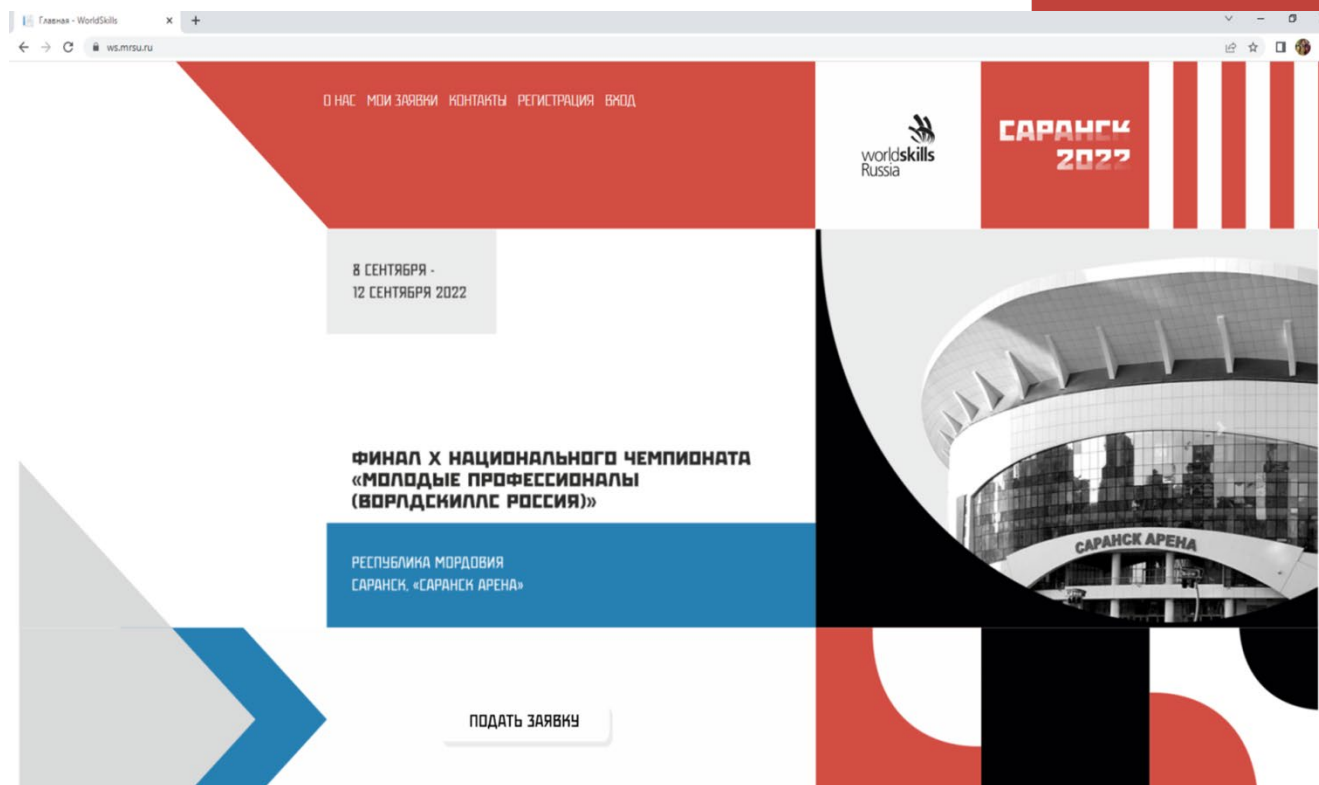 Главная - WorldSkills
ws.mrsu.ru
О НАС МОИ ЗАЯВКИ КОНТАКТЫ РЕГИСТРАЦИЯ ВХОД
worldskills
Russia
САРАНСК
2022
8 СЕНТЯБРЯ -
12 СЕНТЯБРЯ 2022
ФИНАЛ X НАЦИОНАЛЬНОГО ЧЕМПИОНАТА
«МОЛОДЫЕ ПРОФЕССИОНАЛЫ
(ВОРЛДСКИЛЛС РОССИЯ)»
САРАНСК АРЕНА
РЕСПУБЛИКА МОРДОВИЯ
САРАНСК, «САРАНСК АРЕНА»
ПОДАТЬ ЗАЯВКУ